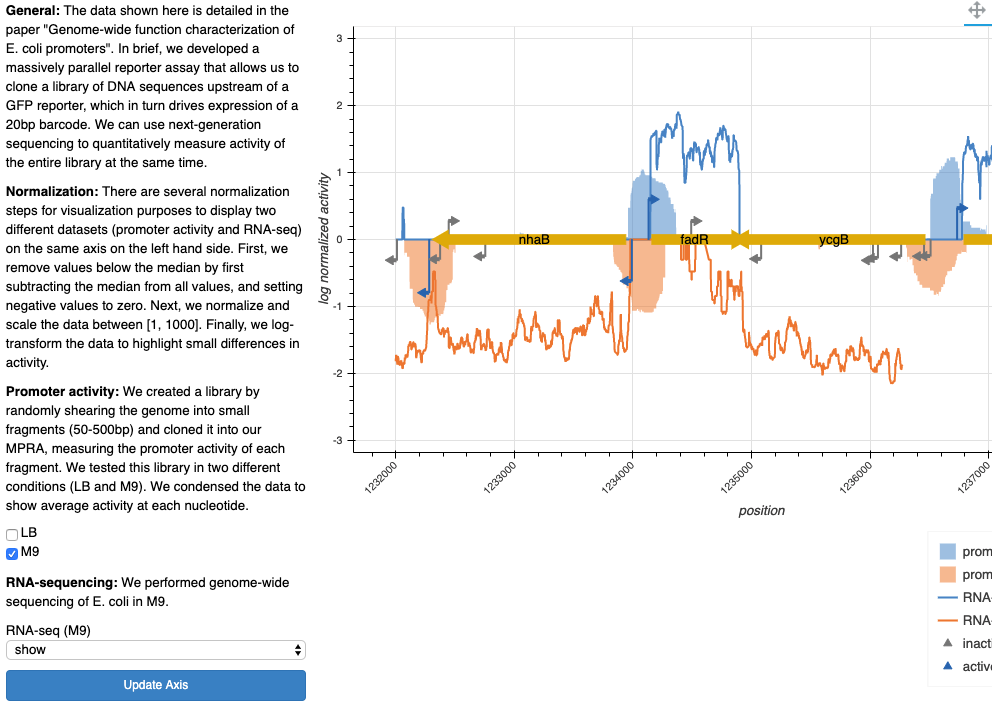 General: The data shown here is detailed in the
paper "Genome-wide function characterization of
E. coli promoters". In brief, we developed a
massively parallel reporter assay that allows us to
clone a library of DNA sequences upstream of a
GFP reporter, which in turn drives expression of a
20bp barcode. We can use next-generation
sequencing to quantitatively measure activity of
the entire library at the same time.
Normalization: There are several normalization
steps for visualization purposes to display two
different datasets (promoter activity and RNA-seq)
on the same axis on the left hand side. First, we
remove values below the median by first
subtracting the median from all values, and setting
negative values to zero. Next, we normalize and
scale the data between [1, 1000]. Finally, we log-
transform the data to highlight small differences in
activity.
Promoter activity: We created a library by
randomly shearing the genome into small
fragments (50-500bp) and cloned it into our
MPRA, measuring the promoter activity of each
fragment. We tested this library in two different
conditions (LB and M9). We condensed the data to
show average activity at each nucleotide.
LB
M9
RNA-sequencing: We performed genome-wide
sequencing of E. coli in M9.
RNA-seq (M9)
show
Update Axis
log normalized activity
3
2
1
0
-1
-2
-3
nhaB
fadR
ycgB
1232000
1233000
1234000
1235000
1236000
1237000
position
prom
prom
RNA-
RNA-
inacti
active